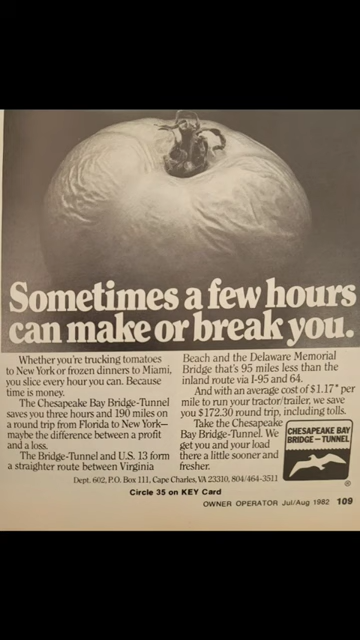 Sometimes a few hours
can make or break you.
Whether you're trucking tomatoes
to New York or frozen dinners to Miami,
you slice every hour you can. Because
time is money.
The Chesapeake Bay Bridge-Tunnel
saves you three hours and 190 miles on
a round trip from Florida to New York—
maybe the difference between a profit
and a loss.
The Bridge-Tunnel and U.S. 13 form
a straighter route between Virginia
Beach and the Delaware Memorial
Bridge that's 95 miles less than the
inland route via I-95 and 64.
And with an average cost of $1.17* per
mile to run your tractor/trailer, we save
you $172.30 round trip, including tolls.
Take the Chesapeake
Bay Bridge-Tunnel. We
get you and your load
there a little sooner and
fresher.
CHESAPEAKE BAY
BRIDGE-TUNNEL
®
Dept. 602, P.O. Box 111, Cape Charles, VA 23310, 804/464-3511
Circle 35 on KEY Card
OWNER OPERATOR Jul/Aug 1982 109